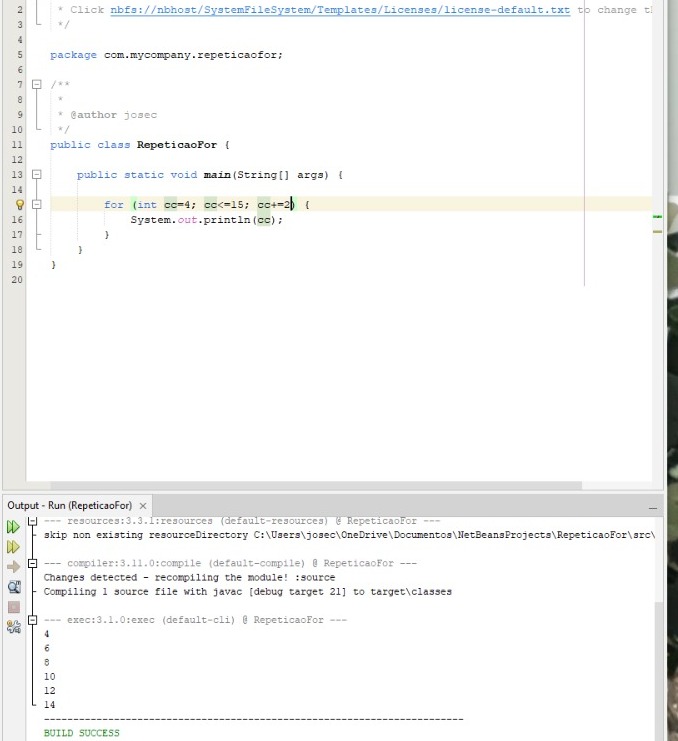 2 * Click nbfs://nbhost/SystemFileSystem/Templates/Licenses/license-default.txt to change t
3 */
4
5 package com.mycompany.repeticaofor;
6
7 /**
8 *
9 * @author josec
10 */
11 public class RepeticaoFor {
12
13 public static void main(String[] args) {
14
for (int cc=4; cc<=15; cc+=2) {
16 System.out.println(cc);
17 }
18 }
19 }
20
Output - Run (RepeticaoFor) ×
--- resources:3.3.1:resources (default-resources) @ RepeticaoFor ---
skip non existing resourceDirectory C:\Users\josec\OneDrive\Documentos\NetBeansProjects\RepeticaoFor\src\
--- compiler:3.11.0:compile (default-compile) @ RepeticaoFor ---
Changes detected - recompiling the module! :source
Compiling 1 source file with javac [debug target 21] to target\classes
--- exec:3.1.0:exec (default-cli) @ RepeticaoFor ---
4
6
8
10
12
14
------------------------------------------------------------------------
BUILD SUCCESS